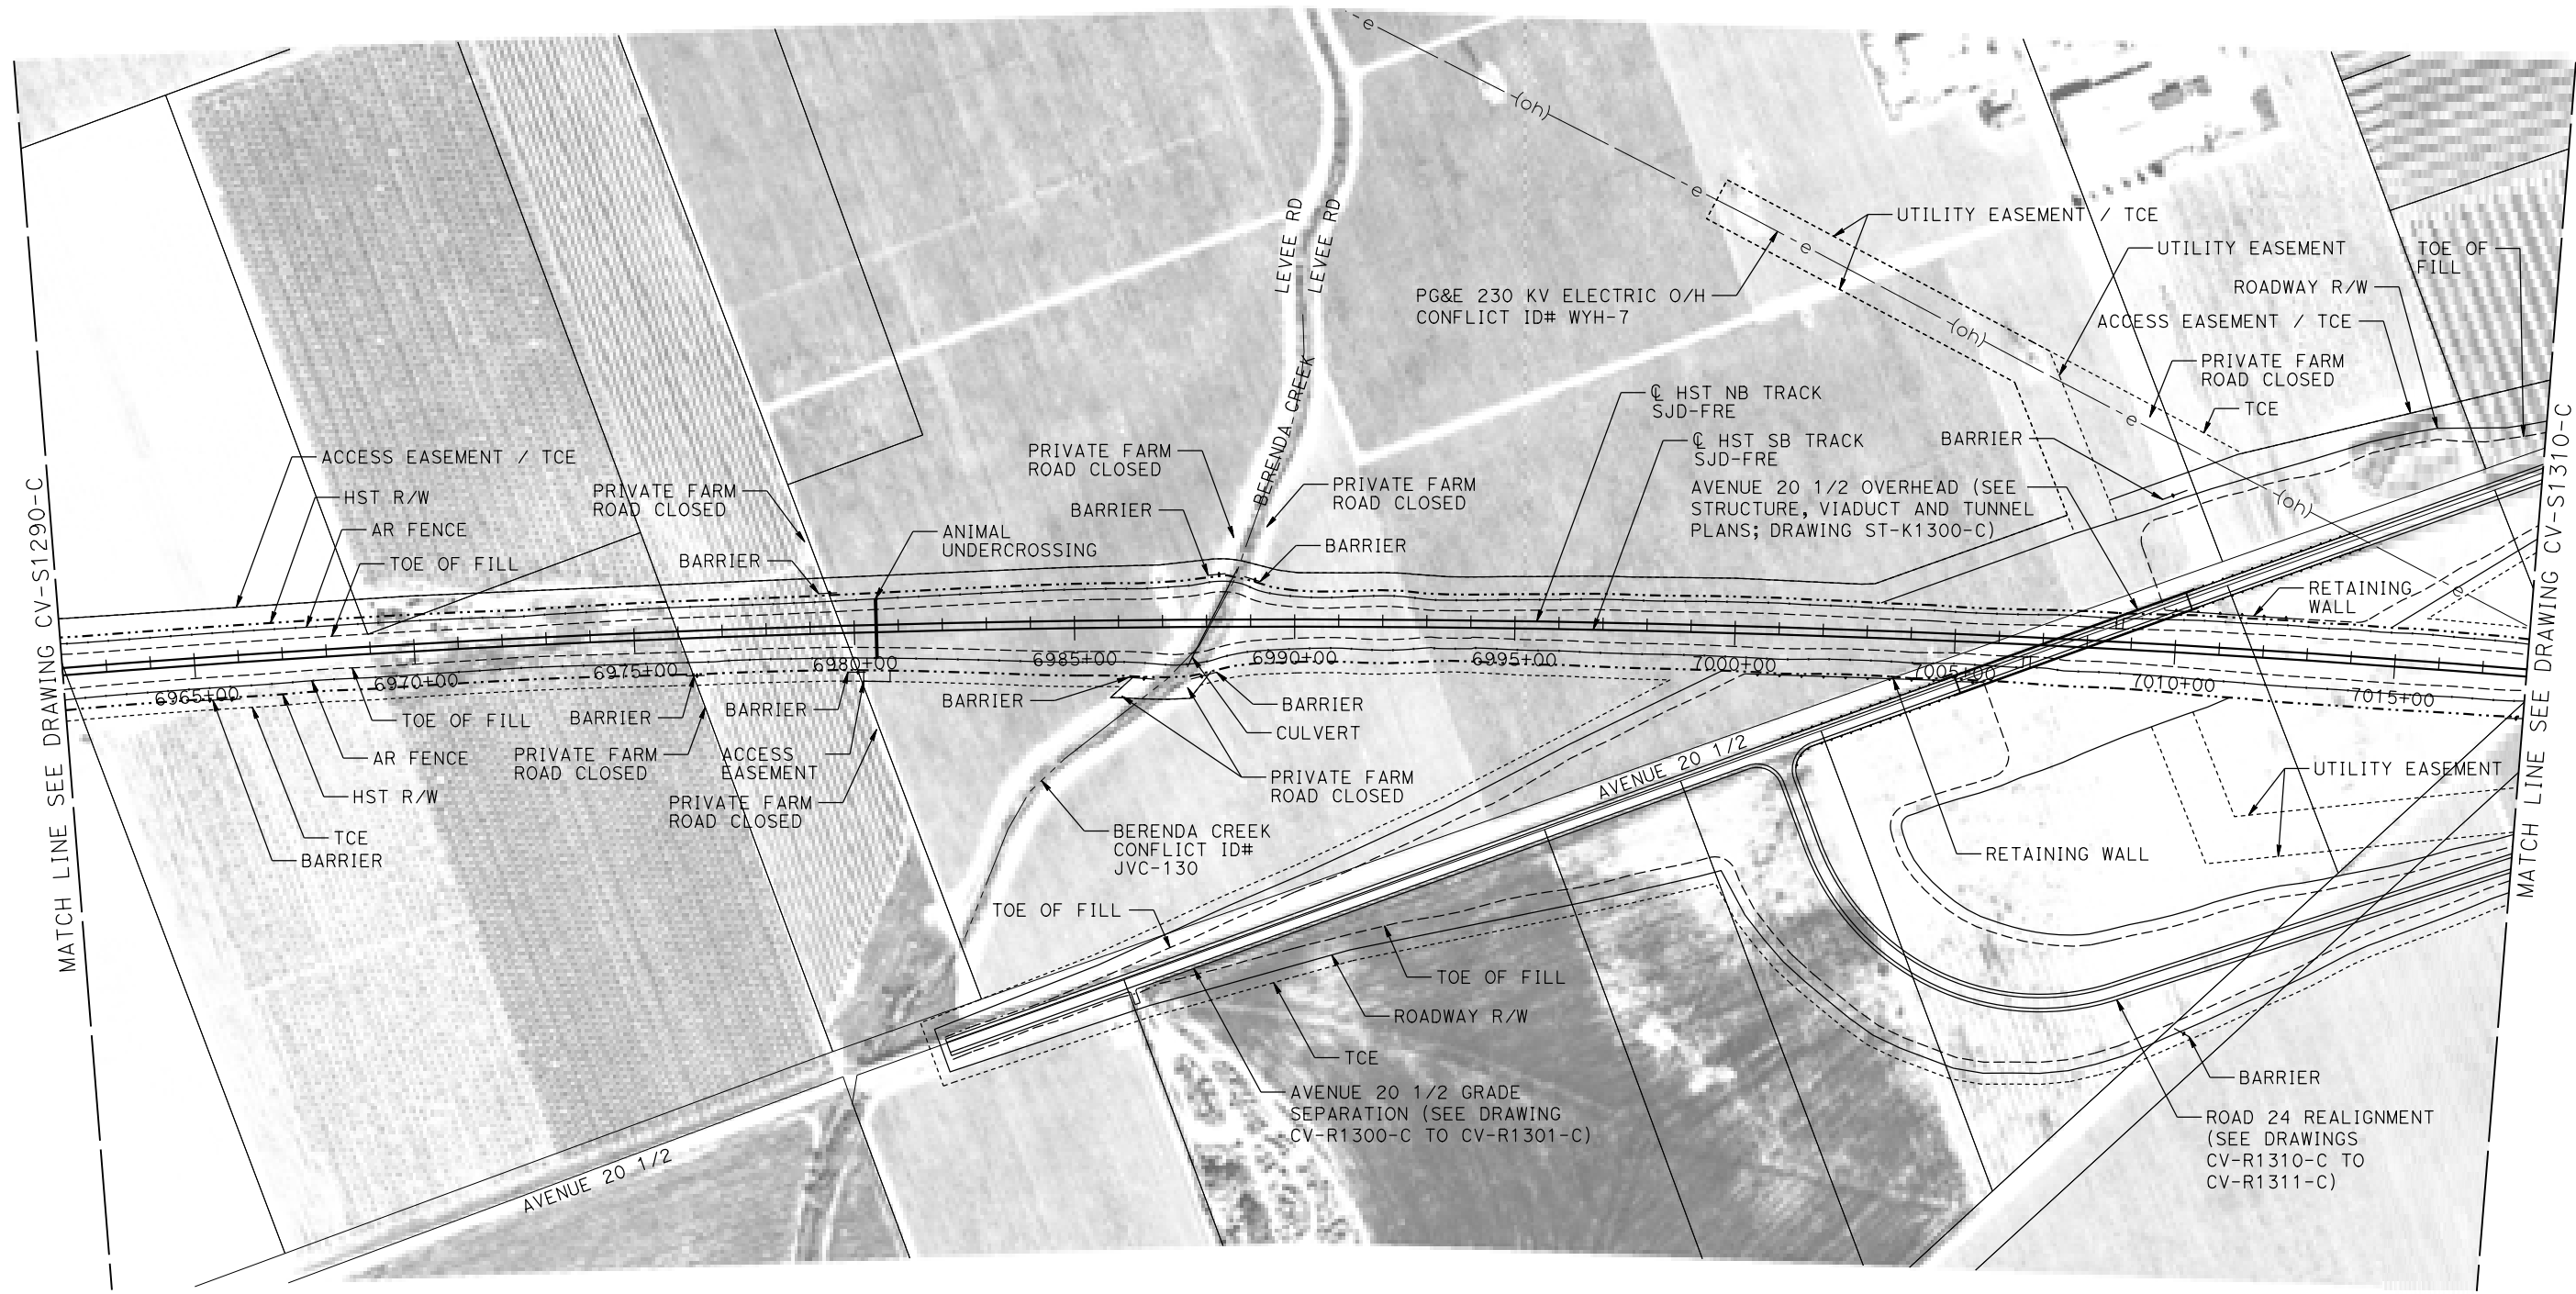 MATCH LINE SEE DRAWING CV-S1290-C
ACCESS EASEMENT / TCE
HST R/W
AR FENCE
TOE OF FILL
PRIVATE FARM
ROAD CLOSED
BARRIER
ANIMAL
UNDERCROSSING
PRIVATE FARM
ROAD CLOSED
BARRIER
LEVEE RD
LEVEE RD
BERENDA CREEK
PRIVATE FARM
ROAD CLOSED
BARRIER
e
(oh)
e
e
(oh)
e
(oh)
e
PG&E 230 KV ELECTRIC O/H
CONFLICT ID# WYH-7
UTILITY EASEMENT / TCE
UTILITY EASEMENT
TOE OF
FILL
ROADWAY R/W
ACCESS EASEMENT / TCE
PRIVATE FARM
ROAD CLOSED
TCE
℄ HST NB TRACK
SJD-FRE
℄ HST SB TRACK
SJD-FRE
BARRIER
AVENUE 20 1/2 OVERHEAD (SEE
STRUCTURE, VIADUCT AND TUNNEL
PLANS; DRAWING ST-K1300-C)
RETAINING
WALL
6965+00
6970+00
6975+00
6980+00
6985+00
6990+00
6995+00
7000+00
7005+00
7010+00
7015+00
TOE OF FILL
AR FENCE
HST R/W
TCE
BARRIER
BARRIER
PRIVATE FARM
ROAD CLOSED
BARRIER
ACCESS
EASEMENT
PRIVATE FARM
ROAD CLOSED
BARRIER
BARRIER
CULVERT
PRIVATE FARM
ROAD CLOSED
BERENDA CREEK
CONFLICT ID#
JVC-130
AVENUE 20 1/2
UTILITY EASEMENT
RETAINING WALL
TOE OF FILL
TOE OF FILL
ROADWAY R/W
TCE
AVENUE 20 1/2 GRADE
SEPARATION (SEE DRAWING
CV-R1300-C TO CV-R1301-C)
BARRIER
ROAD 24 REALIGNMENT
(SEE DRAWINGS
CV-R1310-C TO
CV-R1311-C)
AVENUE 20 1/2
MATCH LINE SEE DRAWING CV-S1310-C